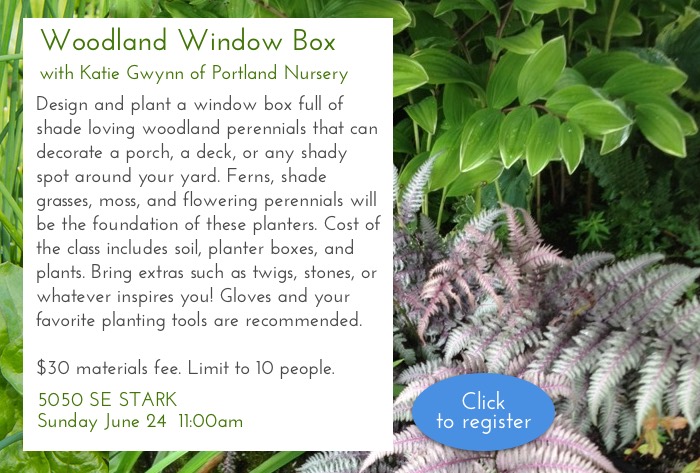 Woodland Window Box
with Katie Gwynn of Portland Nursery
Design and plant a window box full of
shade loving woodland perennials that can
decorate a porch, a deck, or any shady
spot around your yard. Ferns, shade
grasses, moss, and flowering perennials will
be the foundation of these planters. Cost of
the class includes soil, planter boxes, and
plants. Bring extras such as twigs, stones, or
whatever inspires you! Gloves and your
favorite planting tools are recommended.
$30 materials fee. Limit to 10 people.
5050 SE STARK
Sunday June 24  11:00am
Click
to register